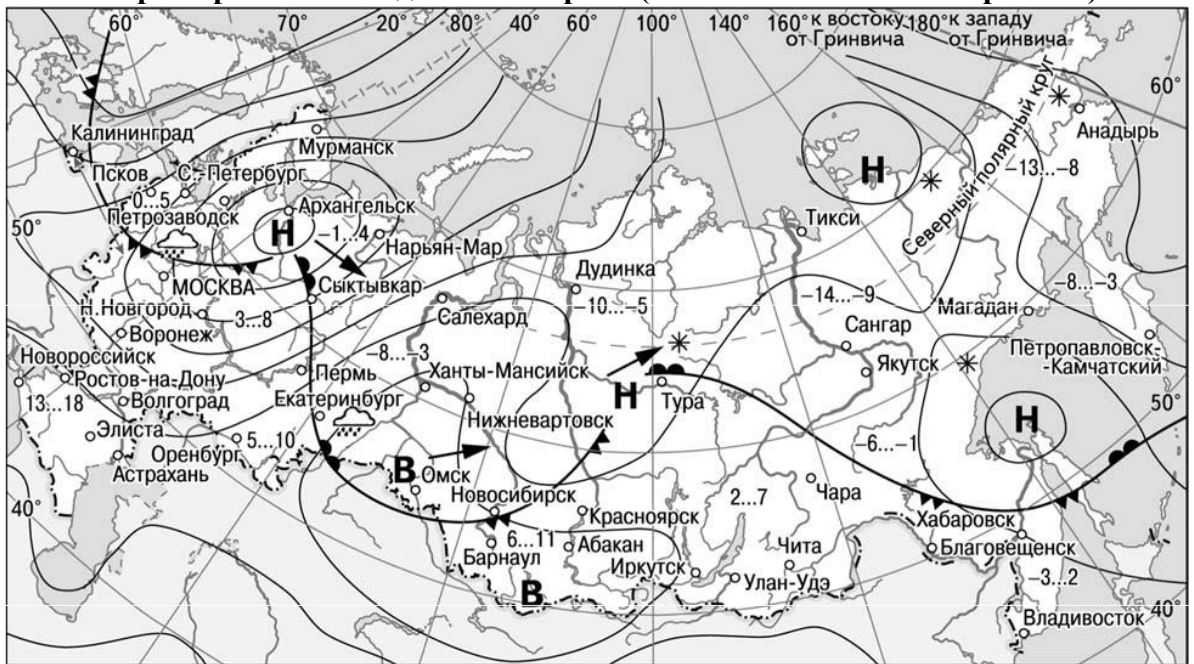 60°
70°
20°
80°
40°
60°
100°
140°
160°
к востоку
от Гринвича
180°
к западу
от Гринвича
60°
Северный полярный круг
Анадырь
Калининград
Мурманск
Псков
С.-Петербург
0...5
Петрозаводск
Архангельск
Н
–1...4
Нарьян-Мар
50°
МОСКВА
Сыктывкар
Н.Новгород
3...8
Воронеж
Новороссийск
Ростов-на-Дону
13...18
Волгоград
Элиста
Астрахань
40°
Пермь
Екатеринбург
5...10
Оренбург
Салехард
–8...–3
Ханты-Мансийск
Нижневартовск
В
Омск
Новосибирск
6...11
Барнаул
В
Дудинка
–10...–5
Н
Тура
Красноярск
Абакан
Иркутск
2...7
Улан-Удэ
Чита
Чара
Н
–13...–8
Тикси
–14...–9
Сангар
Якутск
Магадан
–8...–3
Петропавловск-
-Камчатский
50°
Н
–6...–1
Хабаровск
Благовещенск
–3...2
Владивосток
40°